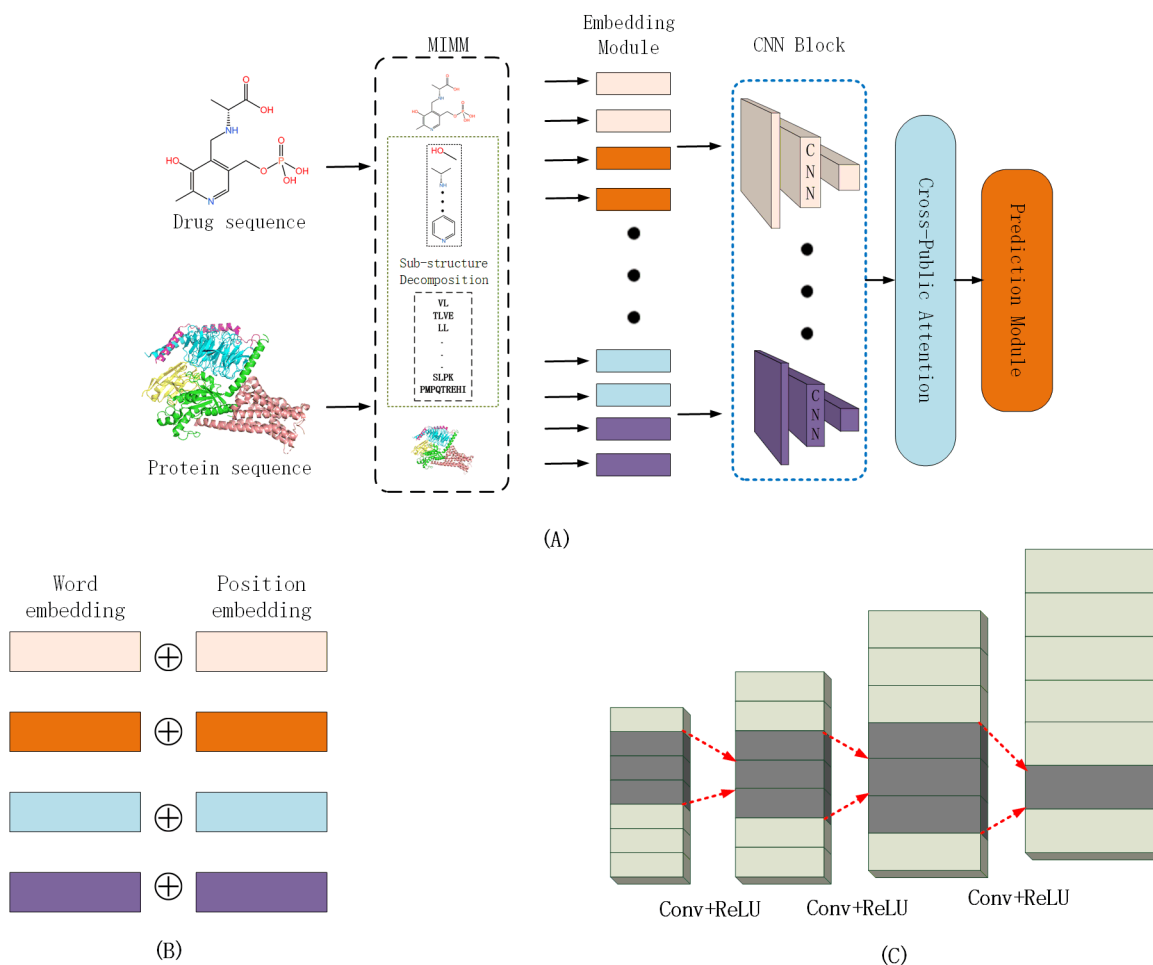 Embedding
Module
MIMM
CNN Block
O
OH
NH
HO
O
P
O
OH
OH
N
Drug sequence
HO
NH
N
Sub-structure
Decomposition
VL
TLVE
LL
.
.
.
SLPK
PMPQTREHI
Protein sequence
CNN
CNN
Cross-Public Attention
Prediction Module
(A)
Word
embedding
Position
embedding
(B)
Conv+ReLU
Conv+ReLU
Conv+ReLU
(C)